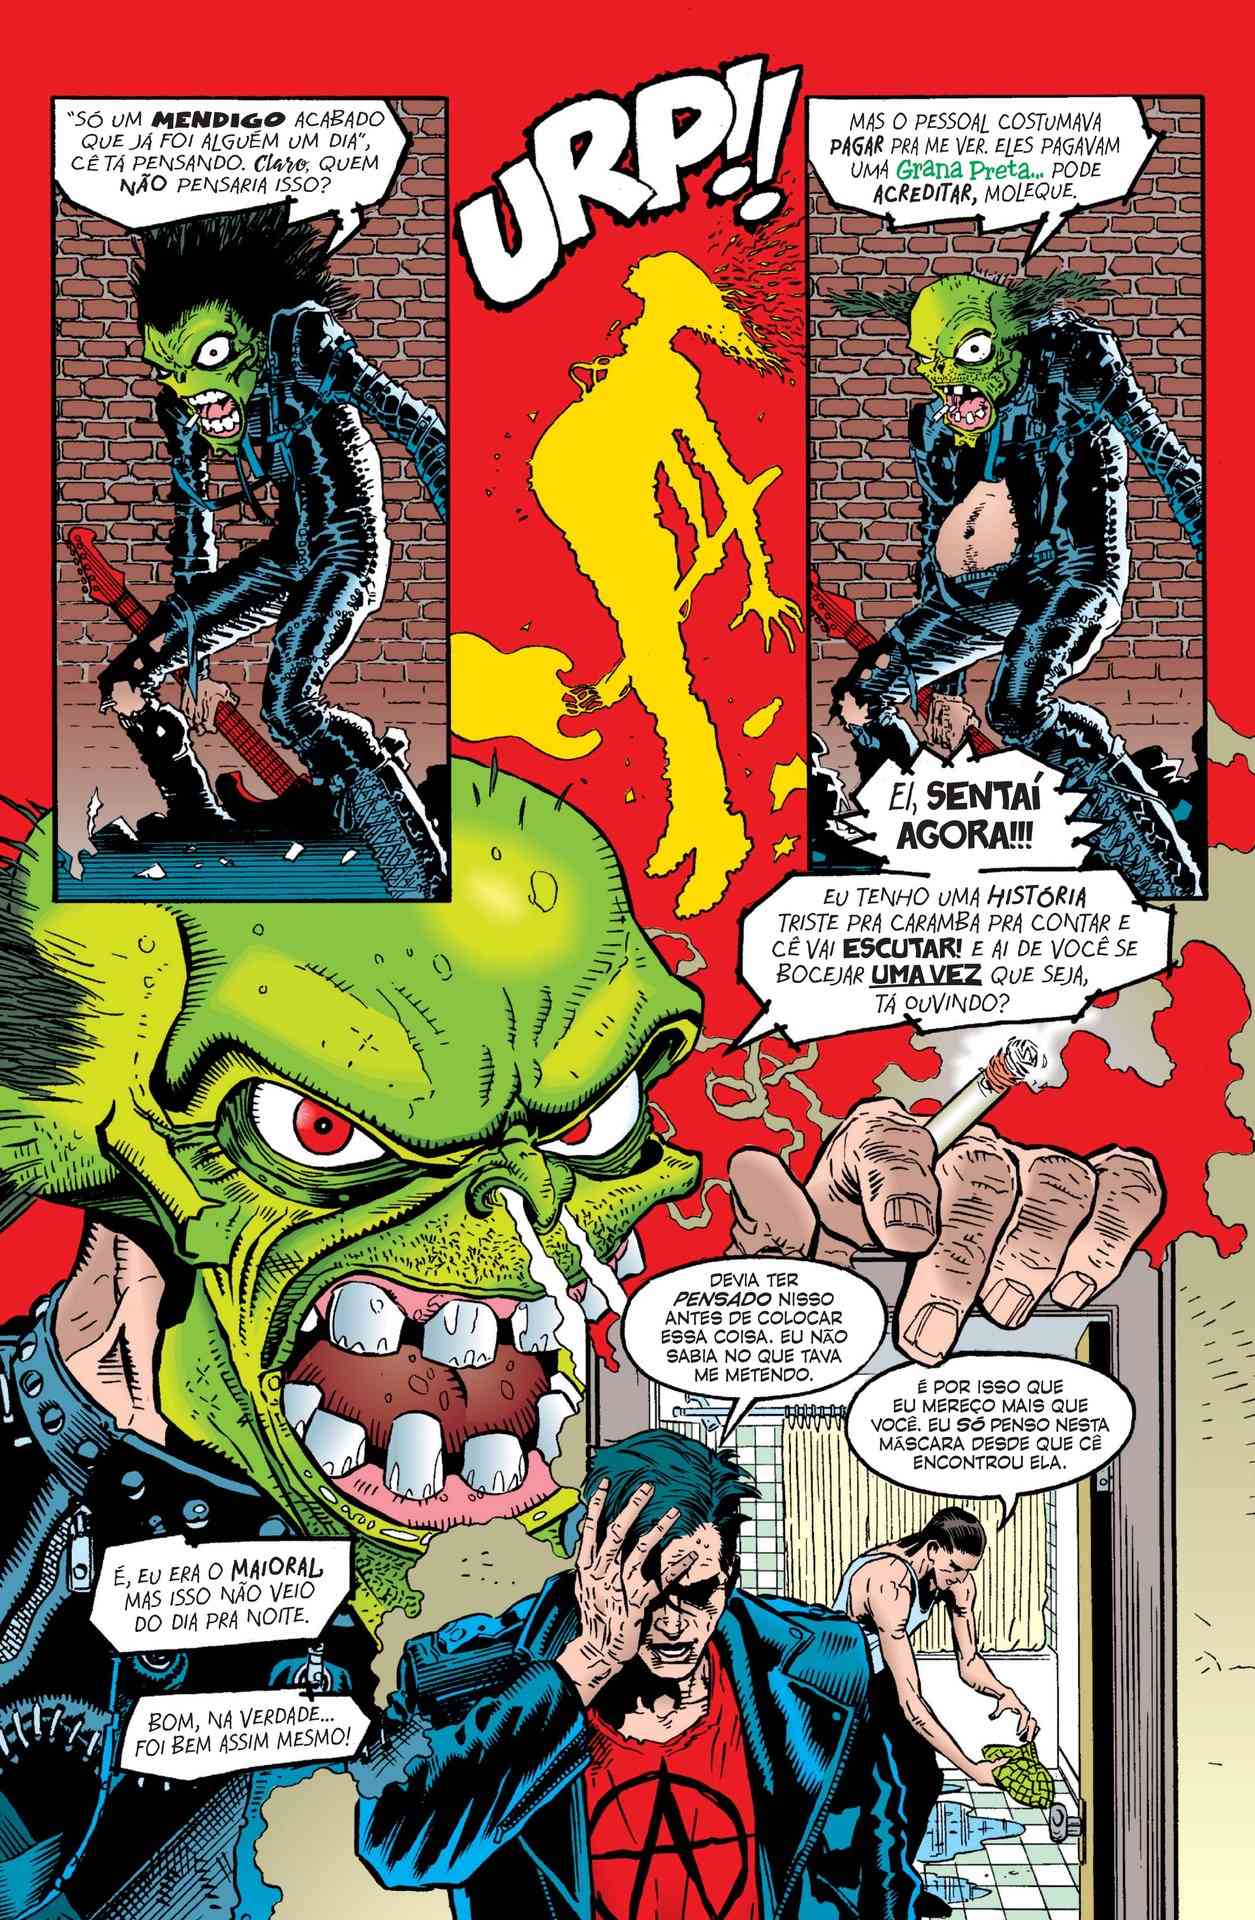 "SÓ UM MENDIGO ACABADO
QUE JÁ FOI ALGUÉM UM DIA",
CÊ TÁ PENSANDO. Claro, QUEM
NÃO PENSARIA ISSO?
URP!!
MAS O PESSOAL COSTUMAVA
PAGAR PRA ME VER. ELES PAGAVAM
UMA Grana Preta... PODE
ACREDITAR, MOLEQUE.
EI, SENTAÍ
AGORA!!!
EU TENHO UMA HISTÓRIA
TRISTE PRA CARAMBA PRA CONTAR E
CÊ VAI ESCUTAR! E AI DE VOCÊ SE
BOCEJAR UMA VEZ QUE SEJA,
TÁ OUVINDO?
DEVIA TER
PENSADO NISSO
ANTES DE COLOCAR
ESSA COISA. EU NÃO
SABIA NO QUE TAVA
ME METENDO.
É POR ISSO QUE
EU MEREÇO MAIS QUE
VOCÊ. EU SÓ PENSO NESTA
MÁSCARA DESDE QUE CÊ
ENCONTROU ELA.
É, EU ERA O MAIORAL
MAS ISSO NÃO VEIO
DO DIA PRA NOITE.
BOM, NA VERDADE...
FOI BEM ASSIM MESMO!